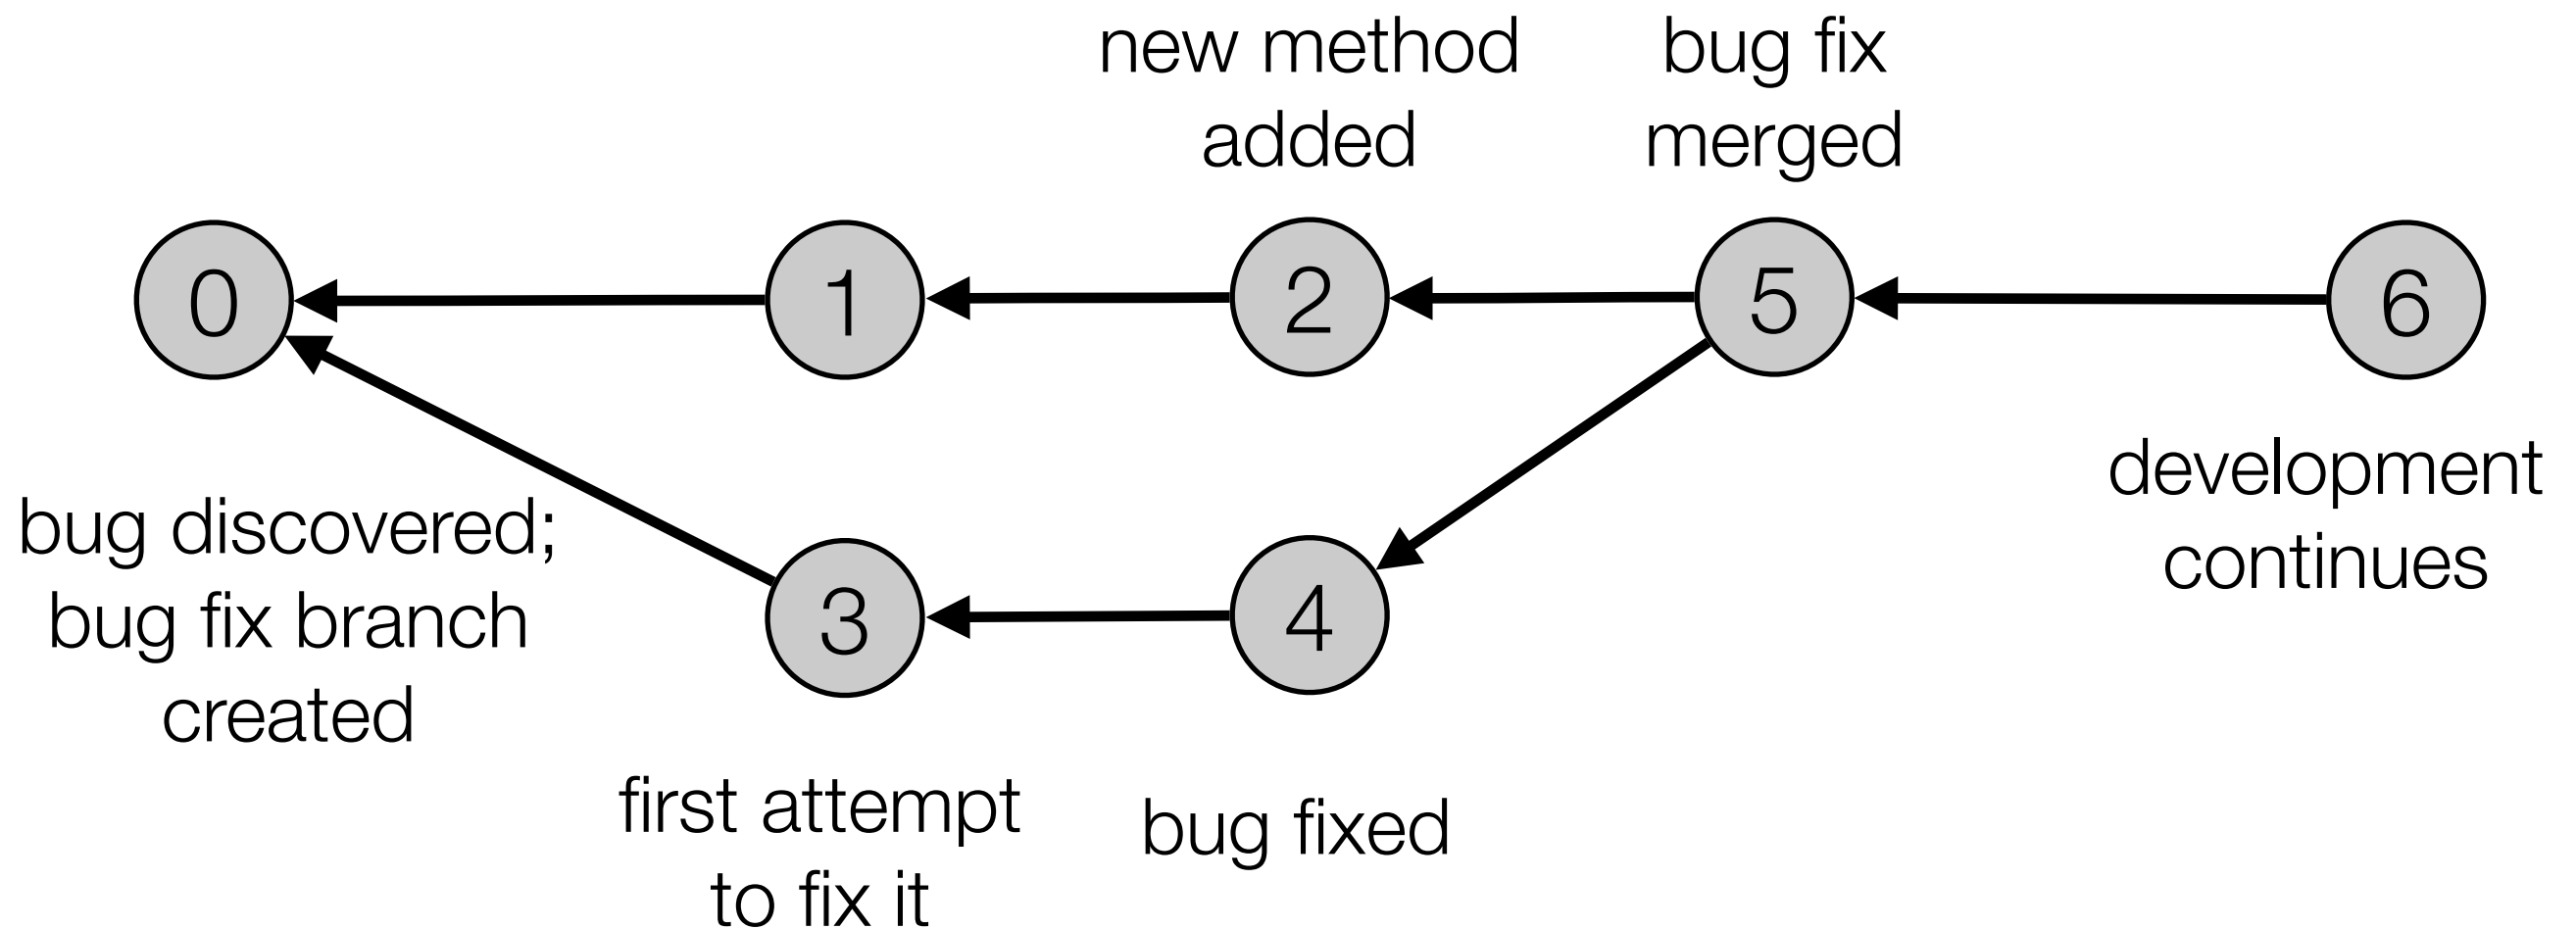 new method
added
bug fix
merged
0
1
2
5
6
bug discovered;
bug fix branch
created
3
4
development
continues
first attempt
to fix it
bug fixed